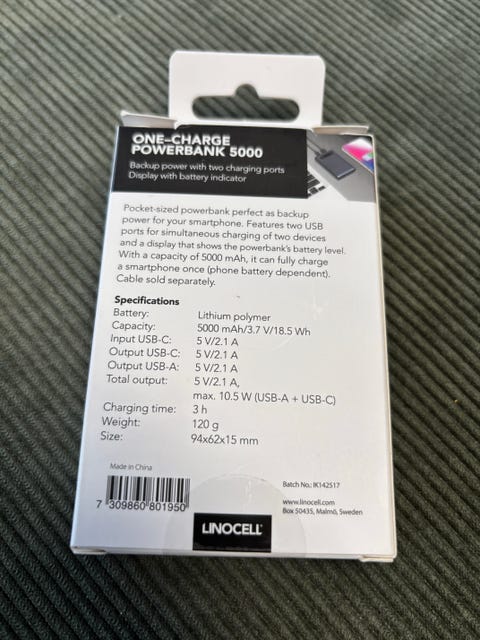 ONE-CHARGE
POWERBANK 5000
Backup power with two charging ports
Display with battery indicator
Pocket-sized powerbank perfect as backup
power for your smartphone. Features two USB
ports for simultaneous charging of two devices
and a display that shows the powerbank's battery level.
With a capacity of 5000 mAh, it can fully charge
a smartphone once (phone battery dependent).
Cable sold separately.
Specifications
Battery: Lithium polymer
Capacity: 5000 mAh/3.7 V/18.5 Wh
Input USB-C: 5 V/2.1 A
Output USB-C: 5 V/2.1 A
Output USB-A: 5 V/2.1 A
Total output: 5 V/2.1 A,
max. 10.5 W (USB-A + USB-C)
Charging time: 3 h
Weight: 120 g
Size: 94x62x15 mm
Made in China
7 309860 801950
Batch No.: IK142517
www.linocell.com
Box 50435, Malmö, Sweden
LINOCELL